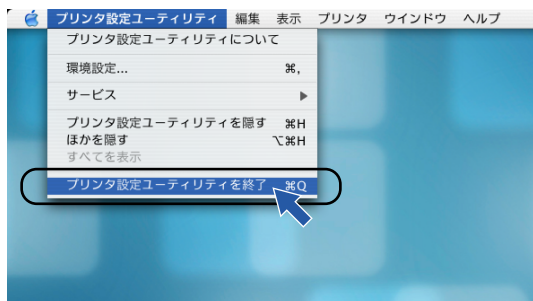 プリンタ設定ユーティリティ 編集 表示 プリンタ ウインドウ ヘルプ
プリンタ設定ユーティリティについて
環境設定... ⌘,
サービス ▶
プリンタ設定ユーティリティを隠す ⌘H
ほかを隠す ⌥⌘H
すべてを表示
プリンタ設定ユーティリティを終了 ⌘Q